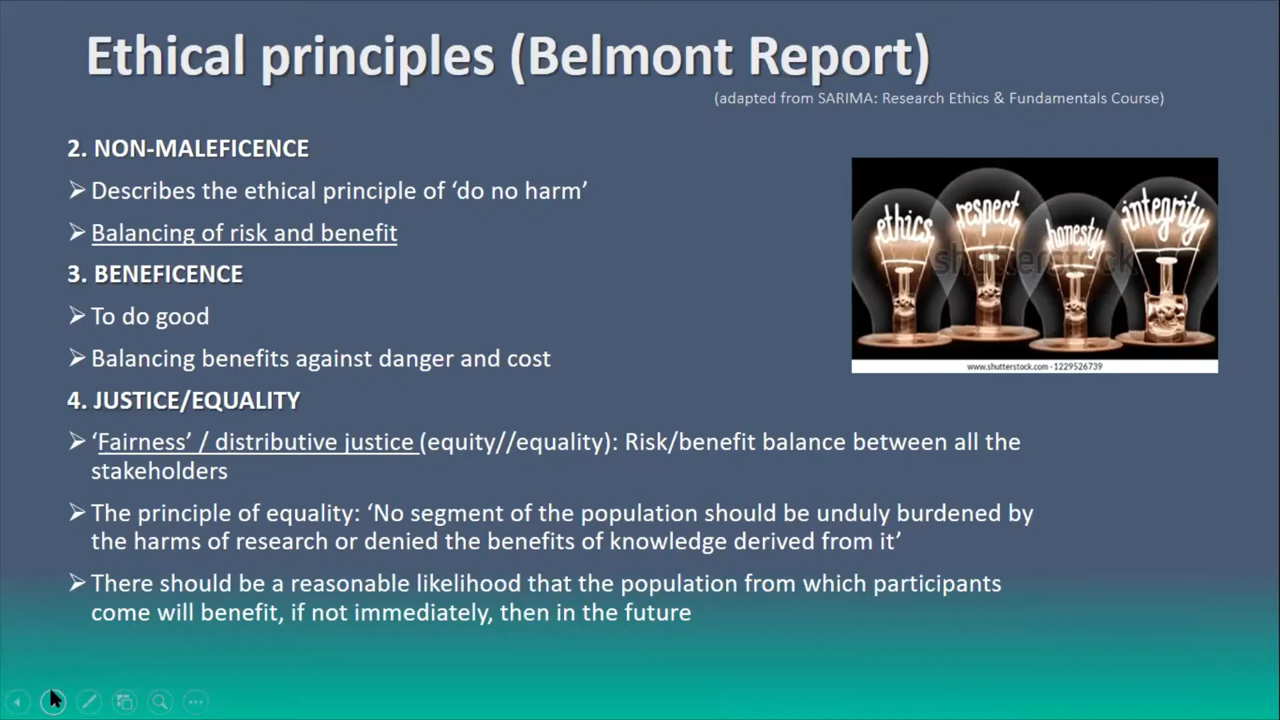 Ethical principles (Belmont Report)
(adapted from SARIMA: Research Ethics & Fundamentals Course)
2. NON-MALEFICENCE
Describes the ethical principle of ‘do no harm’
Balancing of risk and benefit
3. BENEFICENCE
To do good
Balancing benefits against danger and cost
4. JUSTICE/EQUALITY
‘Fairness’ / distributive justice (equity//equality): Risk/benefit balance between all the
stakeholders
The principle of equality: ‘No segment of the population should be unduly burdened by
the harms of research or denied the benefits of knowledge derived from it’
There should be a reasonable likelihood that the population from which participants
come will benefit, if not immediately, then in the future
ethics respect honesty integrity
shutterstock
www.shutterstock.com · 1229526739